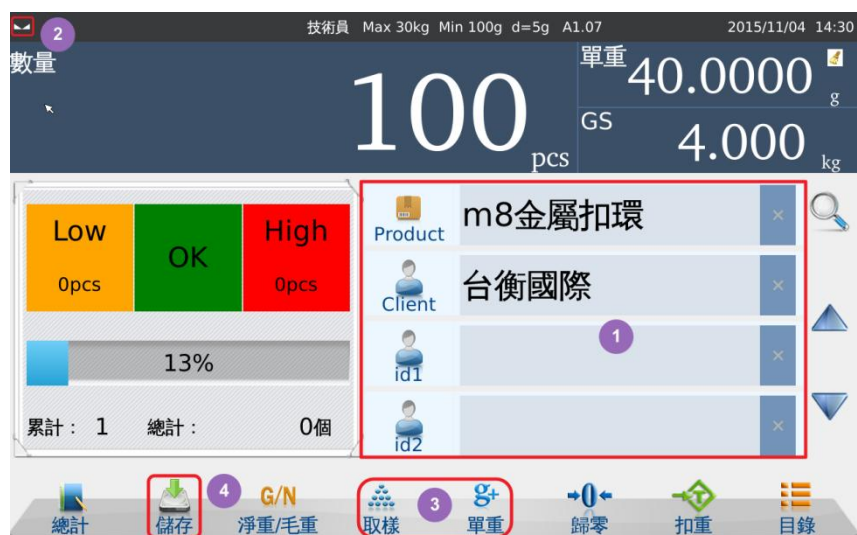 2 技術員 Max 30kg Min 100g d=5g A1.07 2015/11/04 14:30
數量
100 pcs
單重 40.0000 g
GS 4.000 kg
Low
0pcs
OK
High
0pcs
13%
累計： 1 總計： 0個
Product m8金屬扣環 ×
Client 台衡國際 ×
1
id1 ×
id2 ×
總計
儲存
4
G/N
淨重/毛重
取樣
3
g+
單重
→0←
歸零
T
扣重
目錄